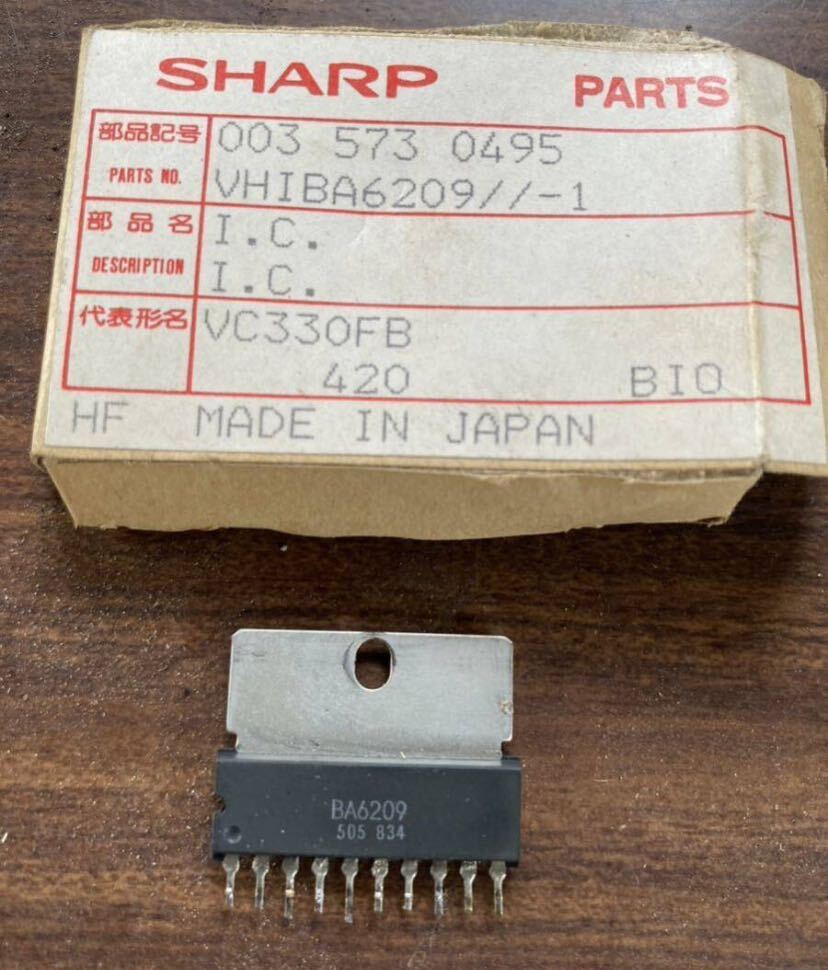 SHARP PARTS
部品記号 003 573 0495
PARTS NO. VHIBA6209//-1
部品名 I.C.
DESCRIPTION I.C.
代表形名 VC330FB
420 BIO
HF MADE IN JAPAN
BA6209
505 834